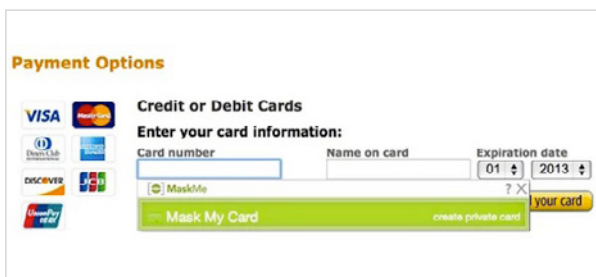 Payment Options
VISA MasterCard
Credit or Debit Cards
Enter your card information:
Card number Name on card Expiration date
01 2013
Diners Club
DISCOVER JCB
MaskMe ? X
your card
Mask My Card create private card
UnionPay